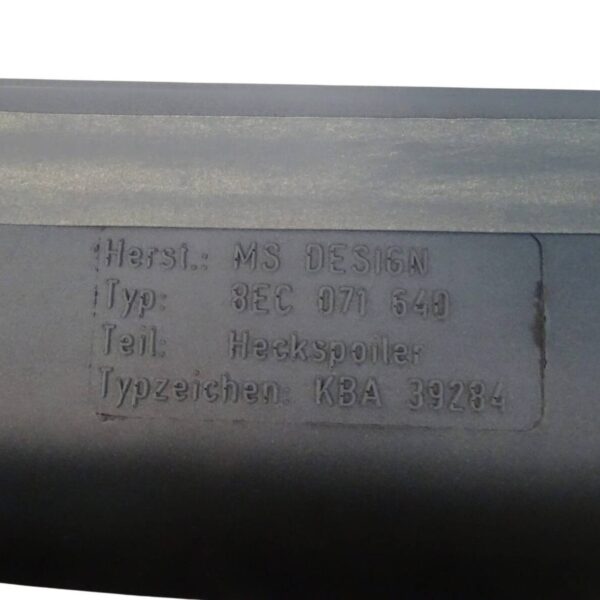 Herst.: MS DESIGN
Typ: 8EC 071 640
Teil: Heckspoiler
Typzeichen: KBA 39284